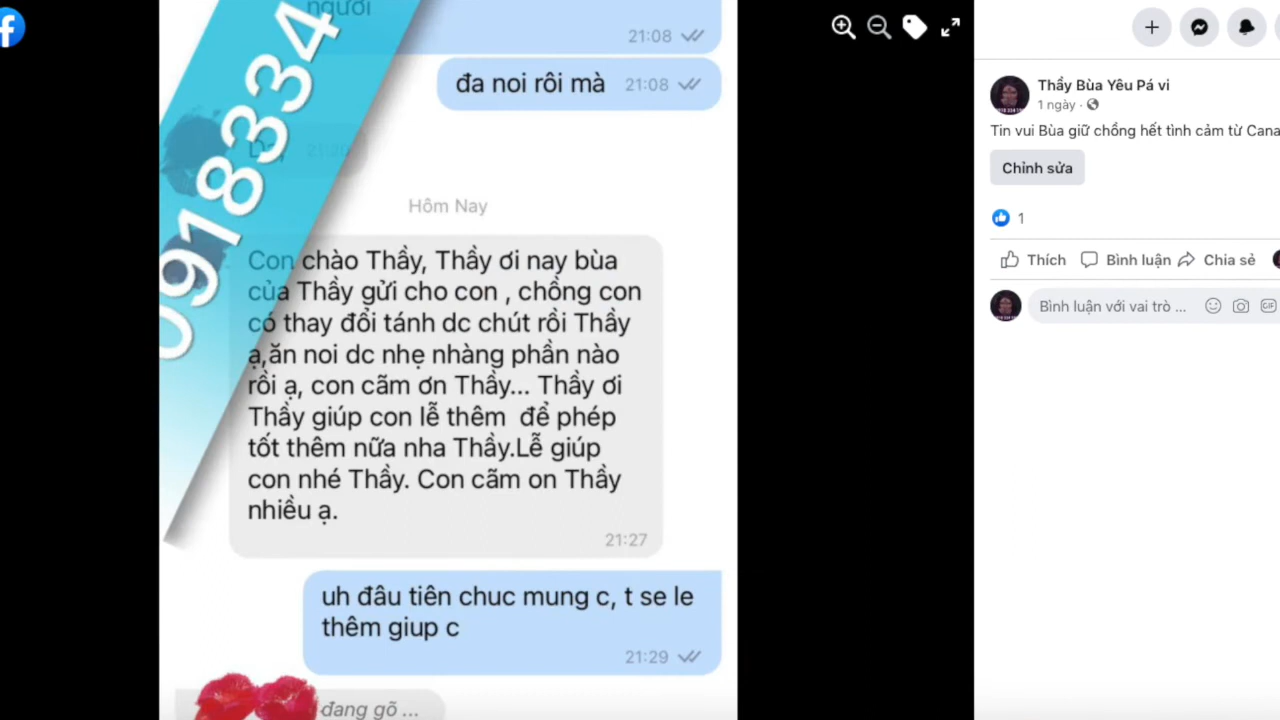 người
21:08
đa noi rôi mà 21:08
0918334
Hôm Nay
Con chào Thầy, Thầy ơi nay bùa
của Thầy gửi cho con , chồng con
có thay đổi tánh dc chút rồi Thầy
ạ,ăn noi dc nhẹ nhàng phần nào
rồi ạ, con cãm ơn Thầy... Thầy ơi
Thầy giúp con lễ thêm để phép
tốt thêm nữa nha Thầy.Lễ giúp
con nhé Thầy. Con cãm on Thầy
nhiều ạ.
21:27
uh đâu tiên chuc mung c, t se le
thêm giup c
21:29
đang gõ ...
Thầy Bùa Yêu Pá vi
1 ngày
Tin vui Bùa giữ chồng hết tình cảm từ Cana
Chỉnh sửa
1
Thích Bình luận Chia sẻ
Bình luận với vai trò ... GIF